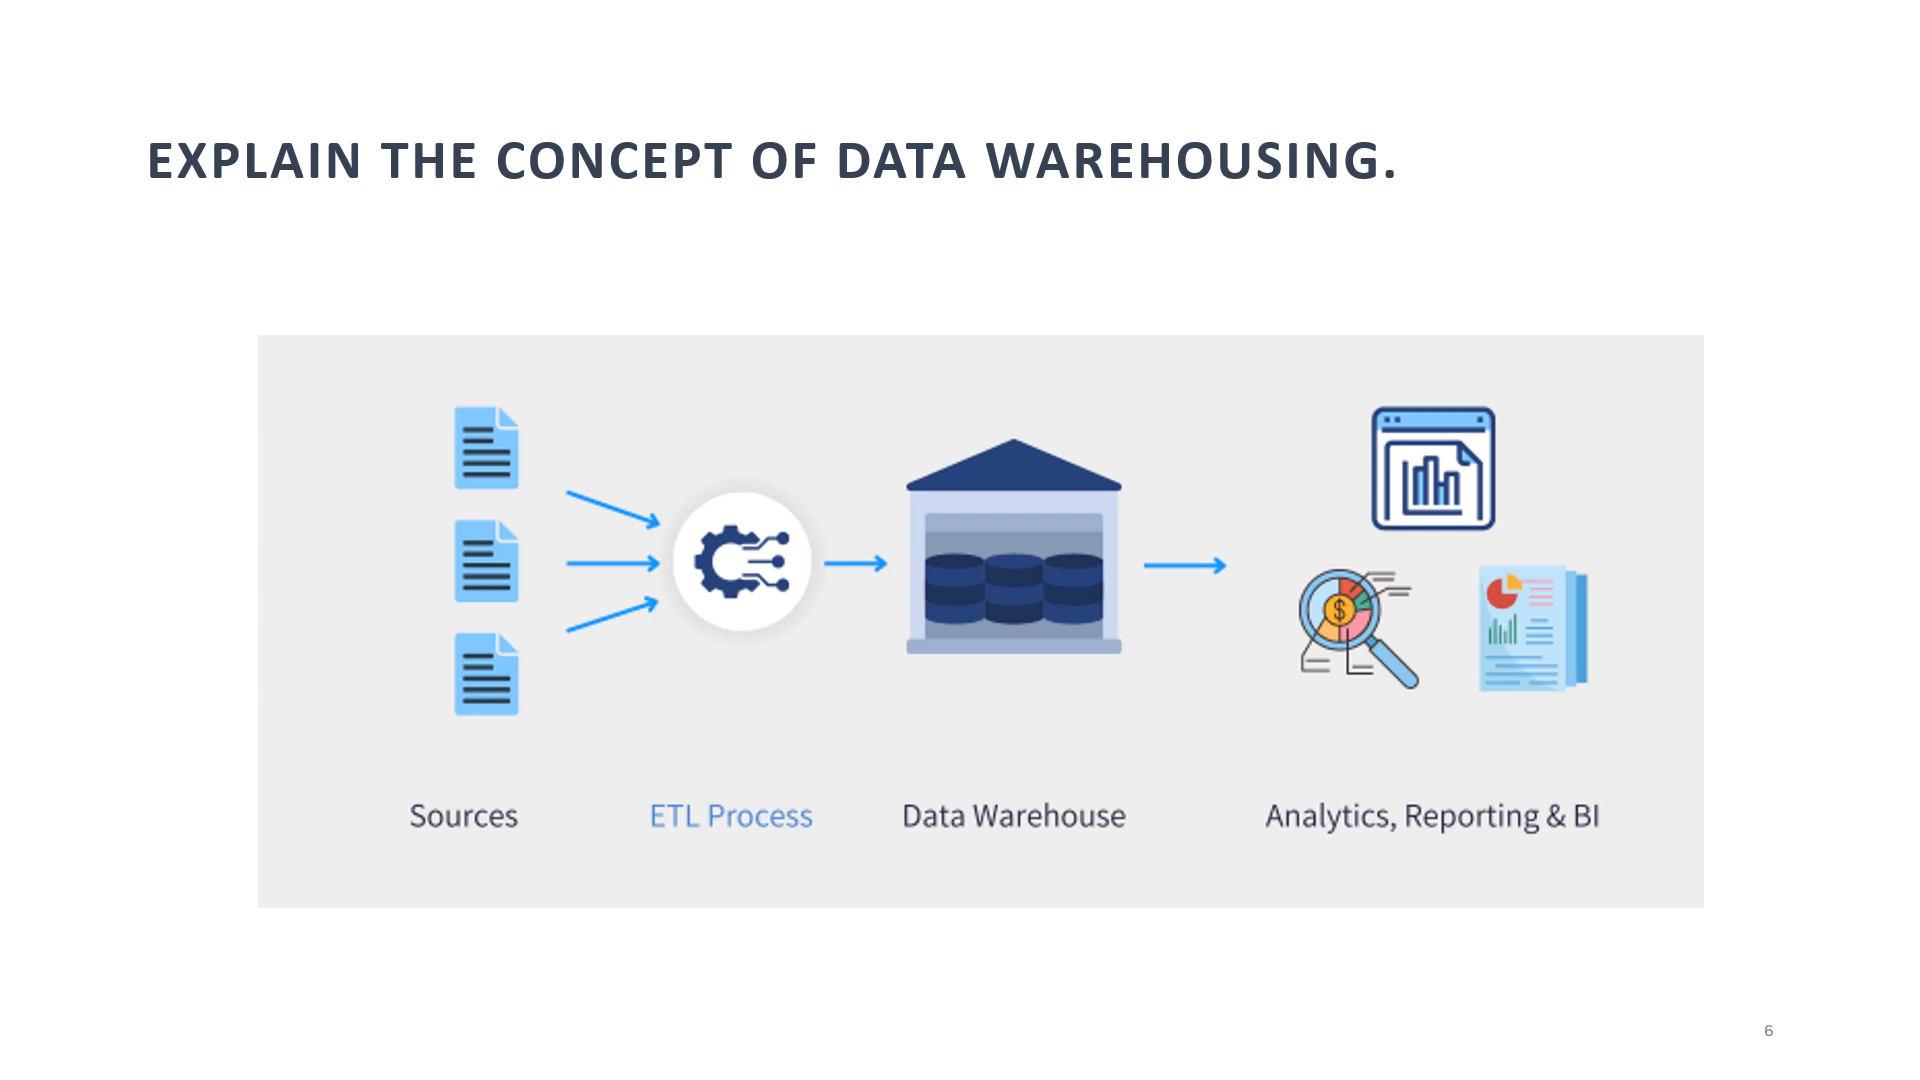 EXPLAIN THE CONCEPT OF DATA WAREHOUSING.
$
Sources
ETL Process
Data Warehouse
Analytics, Reporting & BI
6